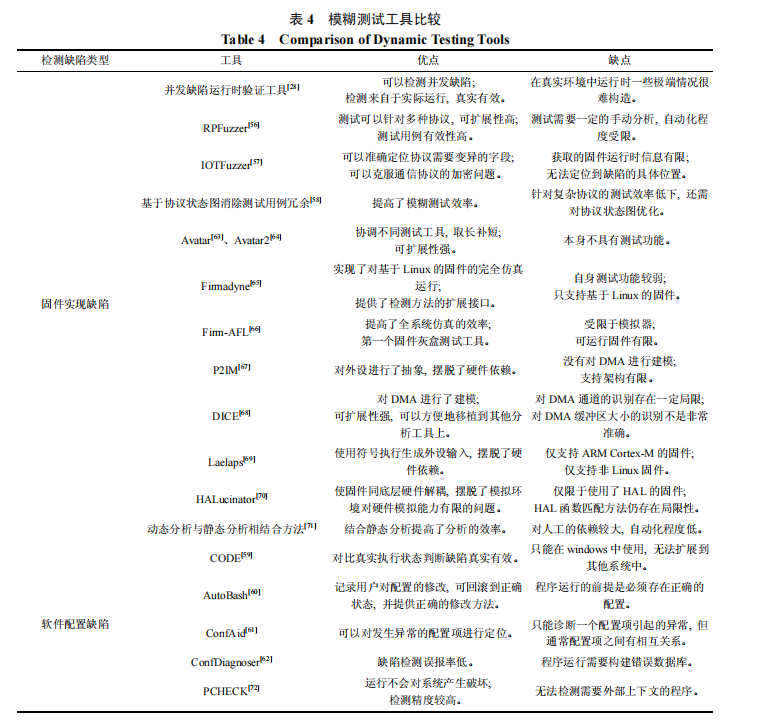 表 4 模糊测试工具比较
Table 4 Comparison of Dynamic Testing Tools
检测缺陷类型 工具 优点 缺点
固件实现缺陷
并发缺陷运行时验证工具[28]
可以检测并发缺陷;
检测来自于实际运行, 真实有效。
在真实环境中运行时一些极端情况很
难构造。
RPFuzzer[56]
测试可以针对多种协议, 可扩展性高;
测试用例有效性高。
测试需要一定的手动分析, 自动化程
度受限。
IOTFuzzer[57]
可以准确定位协议需要变异的字段;
可以克服通信协议的加密问题。
获取的固件运行时信息有限;
无法定位到缺陷的具体位置。
基于协议状态图消除测试用例冗余[58]
提高了模糊测试效率。
针对复杂协议的测试效率低下, 还需
对协议状态图优化。
Avatar[63]、Avatar2[64]
协调不同测试工具, 取长补短;
可扩展性强。
本身不具有测试功能。
Firmadyne[65]
实现了对基于 Linux 的固件的完全仿真
运行;
提供了检测方法的扩展接口。
自身测试功能较弱;
只支持基于 Linux 的固件。
Firm-AFL[66]
提高了全系统仿真的效率;
第一个固件灰盒测试工具。
受限于模拟器;
可运行固件有限。
P2IM[67]
对外设进行了抽象, 摆脱了硬件依赖。
没有对 DMA 进行建模;
支持架构有限。
DICE[68]
对 DMA 进行了建模;
可扩展性强, 可以方便地移植到其他分
析工具上。
对 DMA 通道的识别存在一定局限;
对 DMA 缓冲区大小的识别不是非常
准确。
Laelaps[69]
使用符号执行生成外设输入, 摆脱了硬
件依赖。
仅支持 ARM Cortex-M 的固件;
仅支持非 Linux 固件。
HALucinator[70]
使固件同底层硬件解耦, 摆脱了模拟环
境对硬件模拟能力有限的问题。
仅限于使用了 HAL 的固件;
HAL 函数匹配方法仍存在局限性。
动态分析与静态分析相结合方法[71]
结合静态分析提高了分析的效率。
对人工的依赖较大, 自动化程度低。
软件配置缺陷
CODE[59]
对比真实执行状态判断缺陷真实有效。
只能在 windows 中使用, 无法扩展到
其他系统中。
AutoBash[60]
记录用户对配置的修改, 可回滚到正确
状态, 并提供正确的修改方法。
程序运行的前提是必须存在正确的
配置。
ConfAid[61]
可以对发生异常的配置项进行定位。
只能诊断一个配置项引起的异常, 但
通常配置项之间有相互关系。
ConfDiagnoser[62]
缺陷检测误报率低。
程序运行需要构建错误数据库。
PCHECK[72]
运行不会对系统产生破坏;
检测精度较高。
无法检测需要外部上下文的程序。